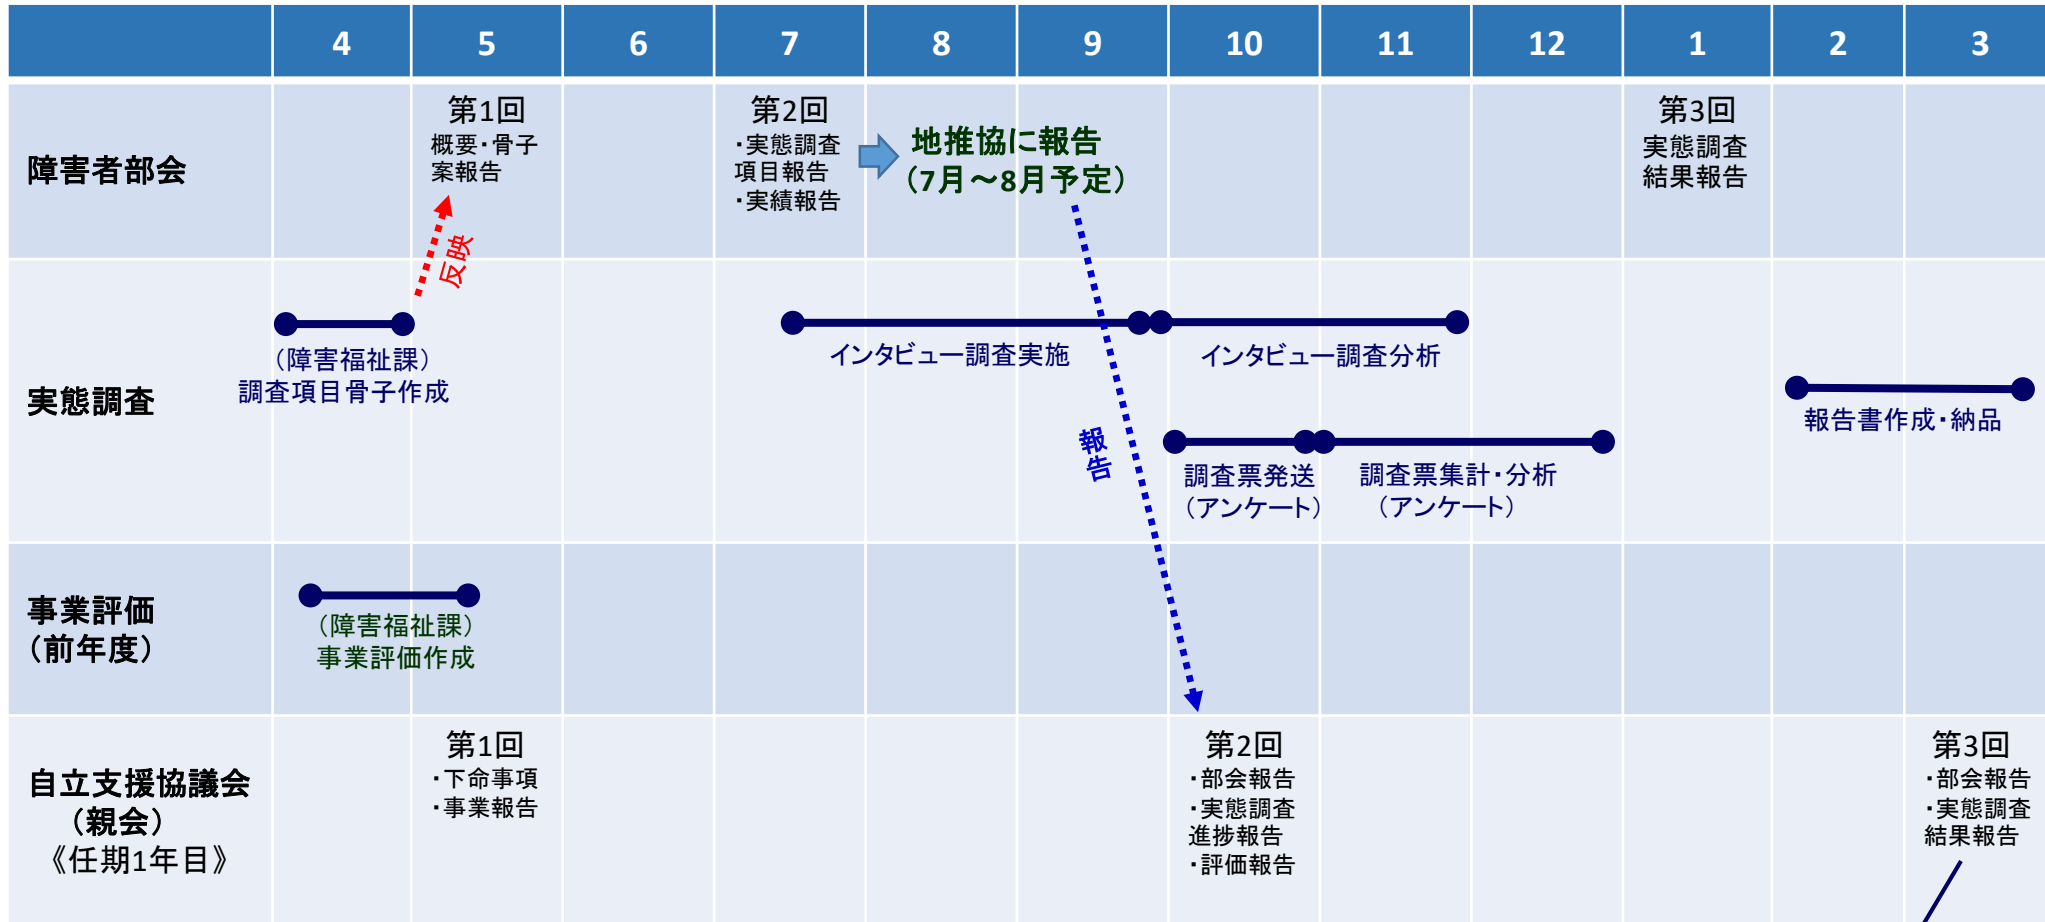 4 5 6 7 8 9 10 11 12 1 2 3
障害者部会
第1回
概要・骨子
案報告
第2回
・実態調査
項目報告
・実績報告
地推協に報告
（7月～8月予定）
第3回
実態調査
結果報告
反映
実態調査
（障害福祉課）
調査項目骨子作成
インタビュー調査実施
インタビュー調査分析
報告
調査票発送
（アンケート）
調査票集計・分析
（アンケート）
報告書作成・納品
事業評価
（前年度）
（障害福祉課）
事業評価作成
自立支援協議会
（親会）
《任期1年目》
第1回
・下命事項
・事業報告
第2回
・部会報告
・実態調査
進捗報告
・評価報告
第3回
・部会報告
・実態調査
結果報告